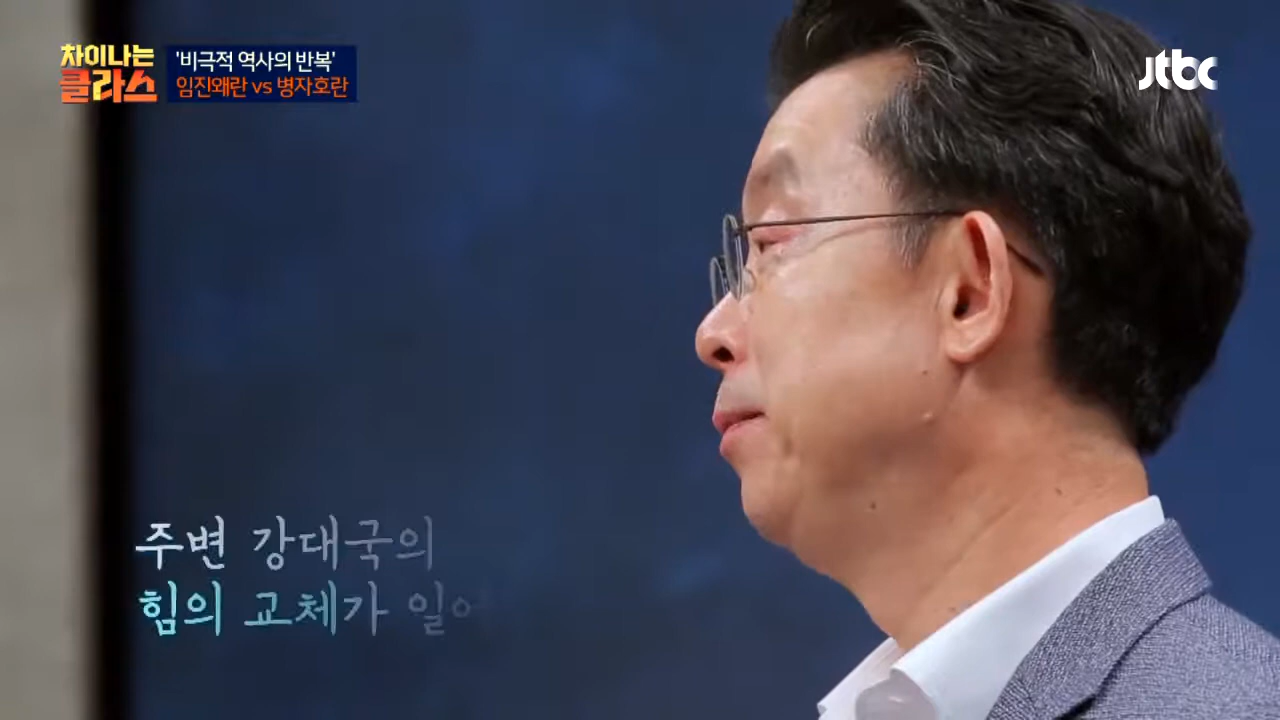 차이나는
클라스
'비극적 역사의 반복'
임진왜란 vs 병자호란
jtbc
주변 강대국의
힘의 교체가